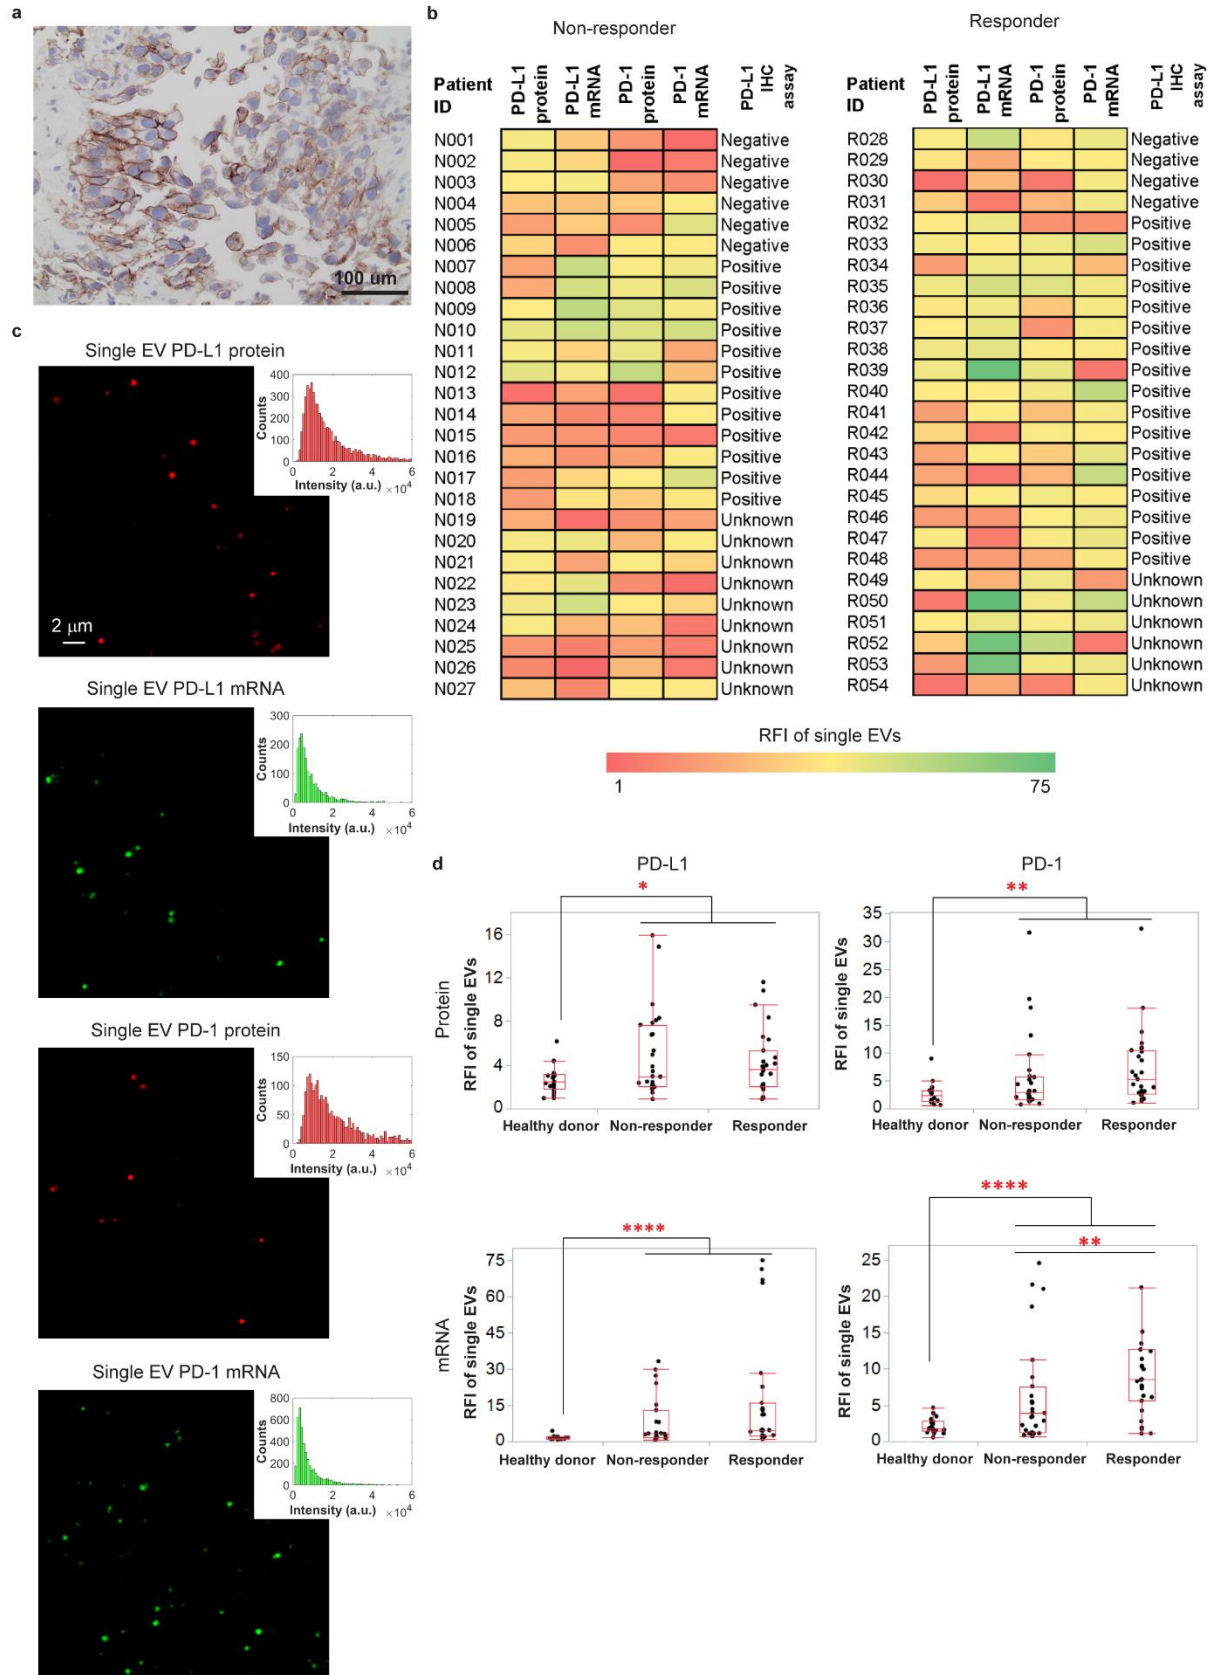 a
100 um
b
Non-responder
Patient ID PD-L1 protein PD-L1 mRNA PD-1 protein PD-1 mRNA PD-L1 IHC assay
N001 Negative
N002 Negative
N003 Negative
N004 Negative
N005 Negative
N006 Negative
N007 Positive
N008 Positive
N009 Positive
N010 Positive
N011 Positive
N012 Positive
N013 Positive
N014 Positive
N015 Positive
N016 Positive
N017 Positive
N018 Positive
N019 Unknown
N020 Unknown
N021 Unknown
N022 Unknown
N023 Unknown
N024 Unknown
N025 Unknown
N026 Unknown
N027 Unknown
Responder
Patient ID PD-L1 protein PD-L1 mRNA PD-1 protein PD-1 mRNA PD-L1 IHC assay
R028 Negative
R029 Negative
R030 Negative
R031 Negative
R032 Positive
R033 Positive
R034 Positive
R035 Positive
R036 Positive
R037 Positive
R038 Positive
R039 Positive
R040 Positive
R041 Positive
R042 Positive
R043 Positive
R044 Positive
R045 Positive
R046 Positive
R047 Positive
R048 Positive
R049 Unknown
R050 Unknown
R051 Unknown
R052 Unknown
R053 Unknown
R054 Unknown
RFI of single EVs
1 75
c
Single EV PD-L1 protein
2 μm
Counts
400
300
200
100
0
0 2 4 6
Intensity (a.u.) ×10⁴
Single EV PD-L1 mRNA
Counts
300
200
100
0
0 2 4 6
Intensity (a.u.) ×10⁴
Single EV PD-1 protein
Counts
150
100
50
0
0 2 4 6
Intensity (a.u.) ×10⁴
Single EV PD-1 mRNA
Counts
800
600
400
200
0
0 2 4 6
Intensity (a.u.) ×10⁴
d
PD-L1
*
Protein
RFI of single EVs
16
12
8
4
0
Healthy donor Non-responder Responder
PD-1
**
RFI of single EVs
35
30
25
20
15
10
5
0
Healthy donor Non-responder Responder
****
mRNA
RFI of single EVs
75
60
45
30
15
0
Healthy donor Non-responder Responder
****
**
RFI of single EVs
25
20
15
10
5
0
Healthy donor Non-responder Responder